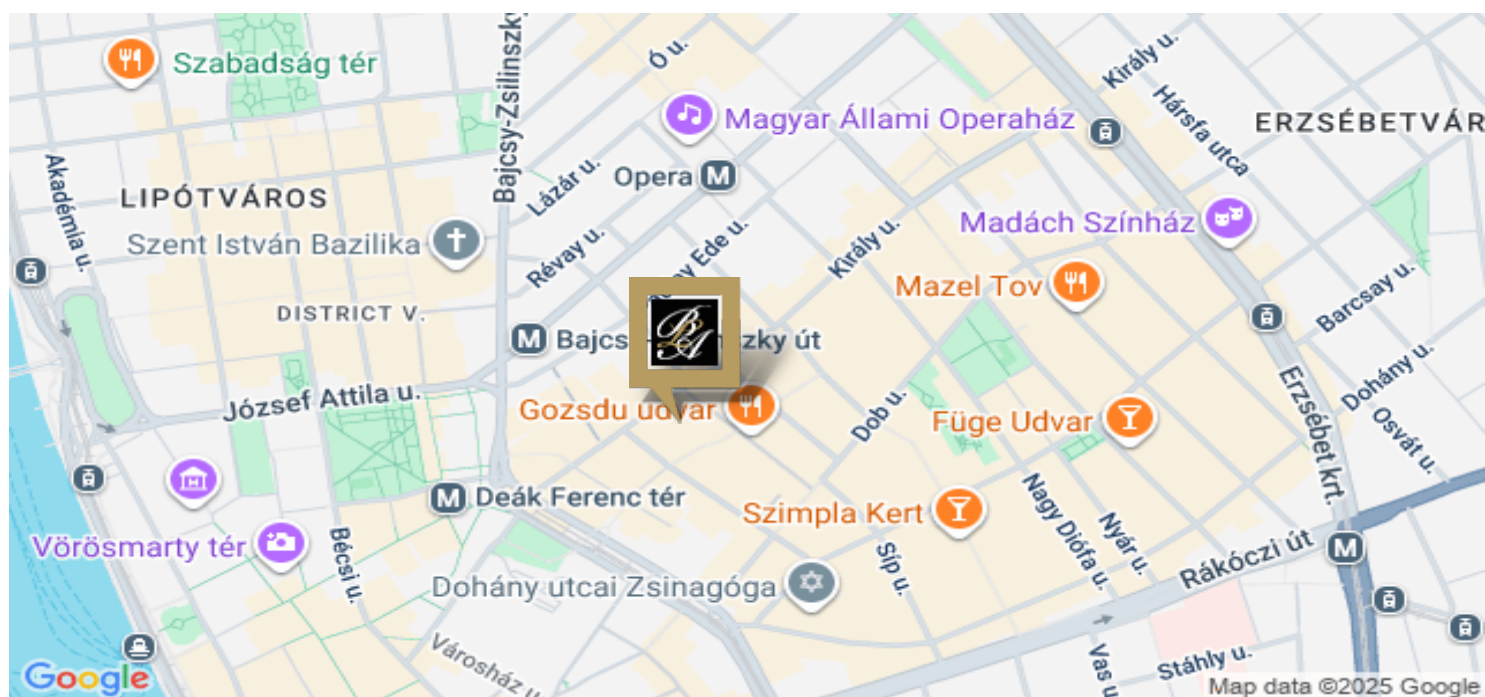 Szabadság tér
Bajcsy-Zsilinszky
Ó u.
Király u.
Hársfa utca
Magyar Állami Operaház
ERZSÉBETVÁR
Akadémia u.
LIPÓTVÁROS
Lázár u.
Opera M
Madách Színház
Szent István Bazilika
Révay u.
Ede u.
Király u.
Mazel Tov
Barcsay u.
DISTRICT V.
M
zky út
Dohány u.
József Attila u.
Gozsdu udvar
Dob u.
Füge Udvar
Erzsébet krt.
Osvát u.
M Deák Ferenc tér
Szimpla Kert
Nagy Diófa u.
Nyár u.
Vörösmarty tér
Bécsi u.
Síp u.
Rákóczi út
M
Dohány utcai Zsinagóga
Városház u
Vas u
Stáhly u.
Google
Map data ©2025 Google